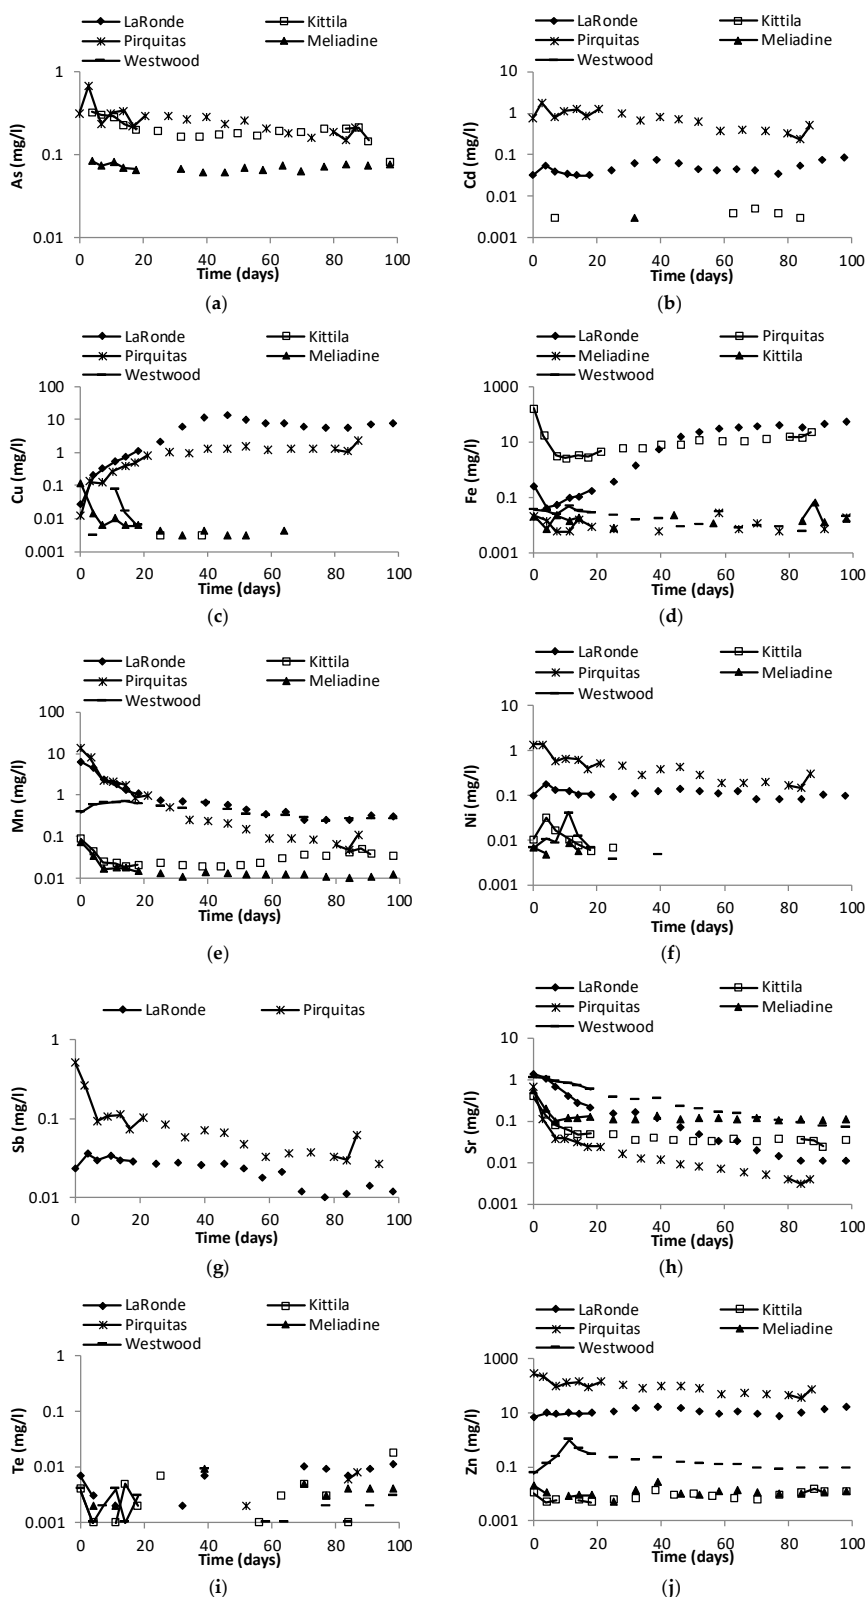 LaRonde Kittila
Pirquitas Meliadine
Westwood
1
0.1
0.01
As (mg/l)
0 20 40 60 80 100
Time (days)
(a)
LaRonde Kittila
Pirquitas Meliadine
Westwood
10
1
0.1
0.01
0.001
Cd (mg/l)
0 20 40 60 80 100
Time (days)
(b)
LaRonde Kittila
Pirquitas Meliadine
Westwood
100
10
1
0.1
0.01
0.001
Cu (mg/l)
0 20 40 60 80 100
Time (days)
(c)
LaRonde Pirquitas
Meliadine Kittila
Westwood
1000
10
0.1
0.001
Fe (mg/l)
0 20 40 60 80 100
Time (days)
(d)
LaRonde Kittila
Pirquitas Meliadine
Westwood
100
10
1
0.1
0.01
Mn (mg/l)
0 20 40 60 80 100
Time (days)
(e)
LaRonde Kittila
Pirquitas Meliadine
Westwood
10
1
0.1
0.01
0.001
Ni (mg/l)
0 20 40 60 80 100
Time (days)
(f)
LaRonde Pirquitas
1
0.1
0.01
Sb (mg/l)
0 20 40 60 80 100
Time (days)
(g)
LaRonde Kittila
Pirquitas Meliadine
Westwood
10
1
0.1
0.01
0.001
Sr (mg/l)
0 20 40 60 80 100
Time (days)
(h)
LaRonde Kittila
Pirquitas Meliadine
Westwood
1
0.1
0.01
0.001
Te (mg/l)
0 20 40 60 80 100
Time (days)
(i)
LaRonde Kittila
Pirquitas Meliadine
Westwood
1000
10
0.1
0.001
Zn (mg/l)
0 20 40 60 80 100
Time (days)
(j)